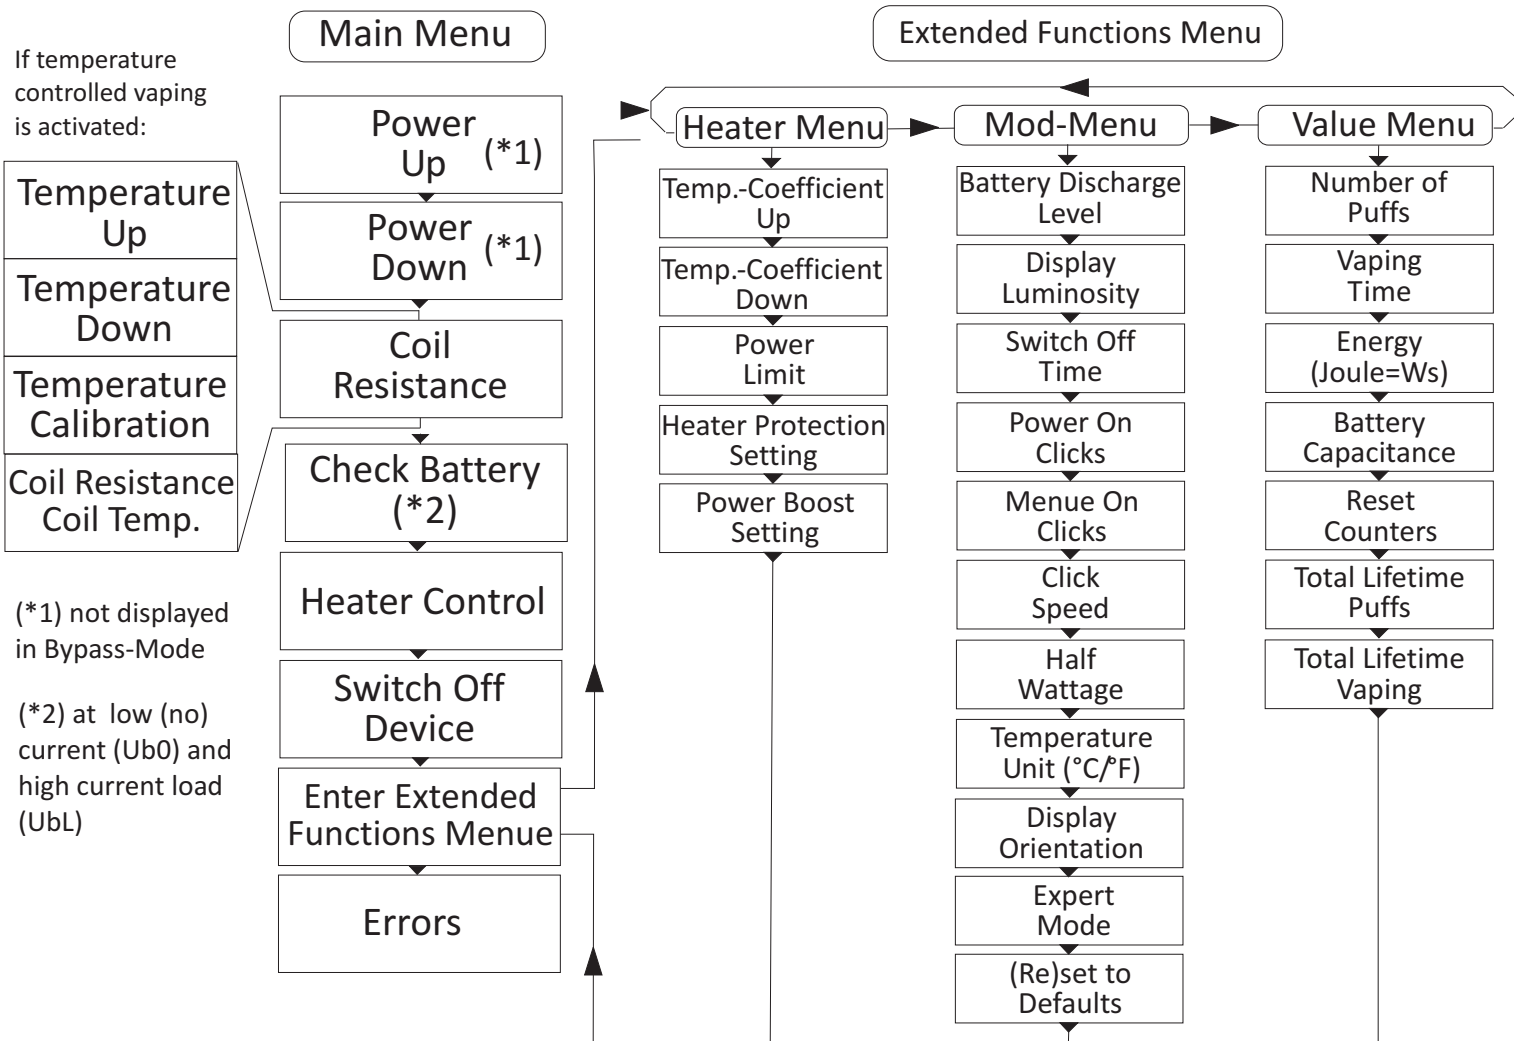 Main Menu
Extended Functions Menu
If temperature
controlled vaping
is activated:
Temperature
Up
Temperature
Down
Temperature
Calibration
Coil Resistance
Coil Temp.
(*1) not displayed
in Bypass-Mode
(*2) at low (no)
current (Ub0) and
high current load
(UbL)
Power
Up (*1)
Power
Down (*1)
Coil
Resistance
Check Battery
(*2)
Heater Control
Switch Off
Device
Enter Extended
Functions Menue
Errors
Heater Menu
Temp.-Coefficient
Up
Temp.-Coefficient
Down
Power
Limit
Heater Protection
Setting
Power Boost
Setting
Mod-Menu
Battery Discharge
Level
Display
Luminosity
Switch Off
Time
Power On
Clicks
Menue On
Clicks
Click
Speed
Half
Wattage
Temperature
Unit (°C/°F)
Display
Orientation
Expert
Mode
(Re)set to
Defaults
Value Menu
Number of
Puffs
Vaping
Time
Energy
(Joule=Ws)
Battery
Capacitance
Reset
Counters
Total Lifetime
Puffs
Total Lifetime
Vaping